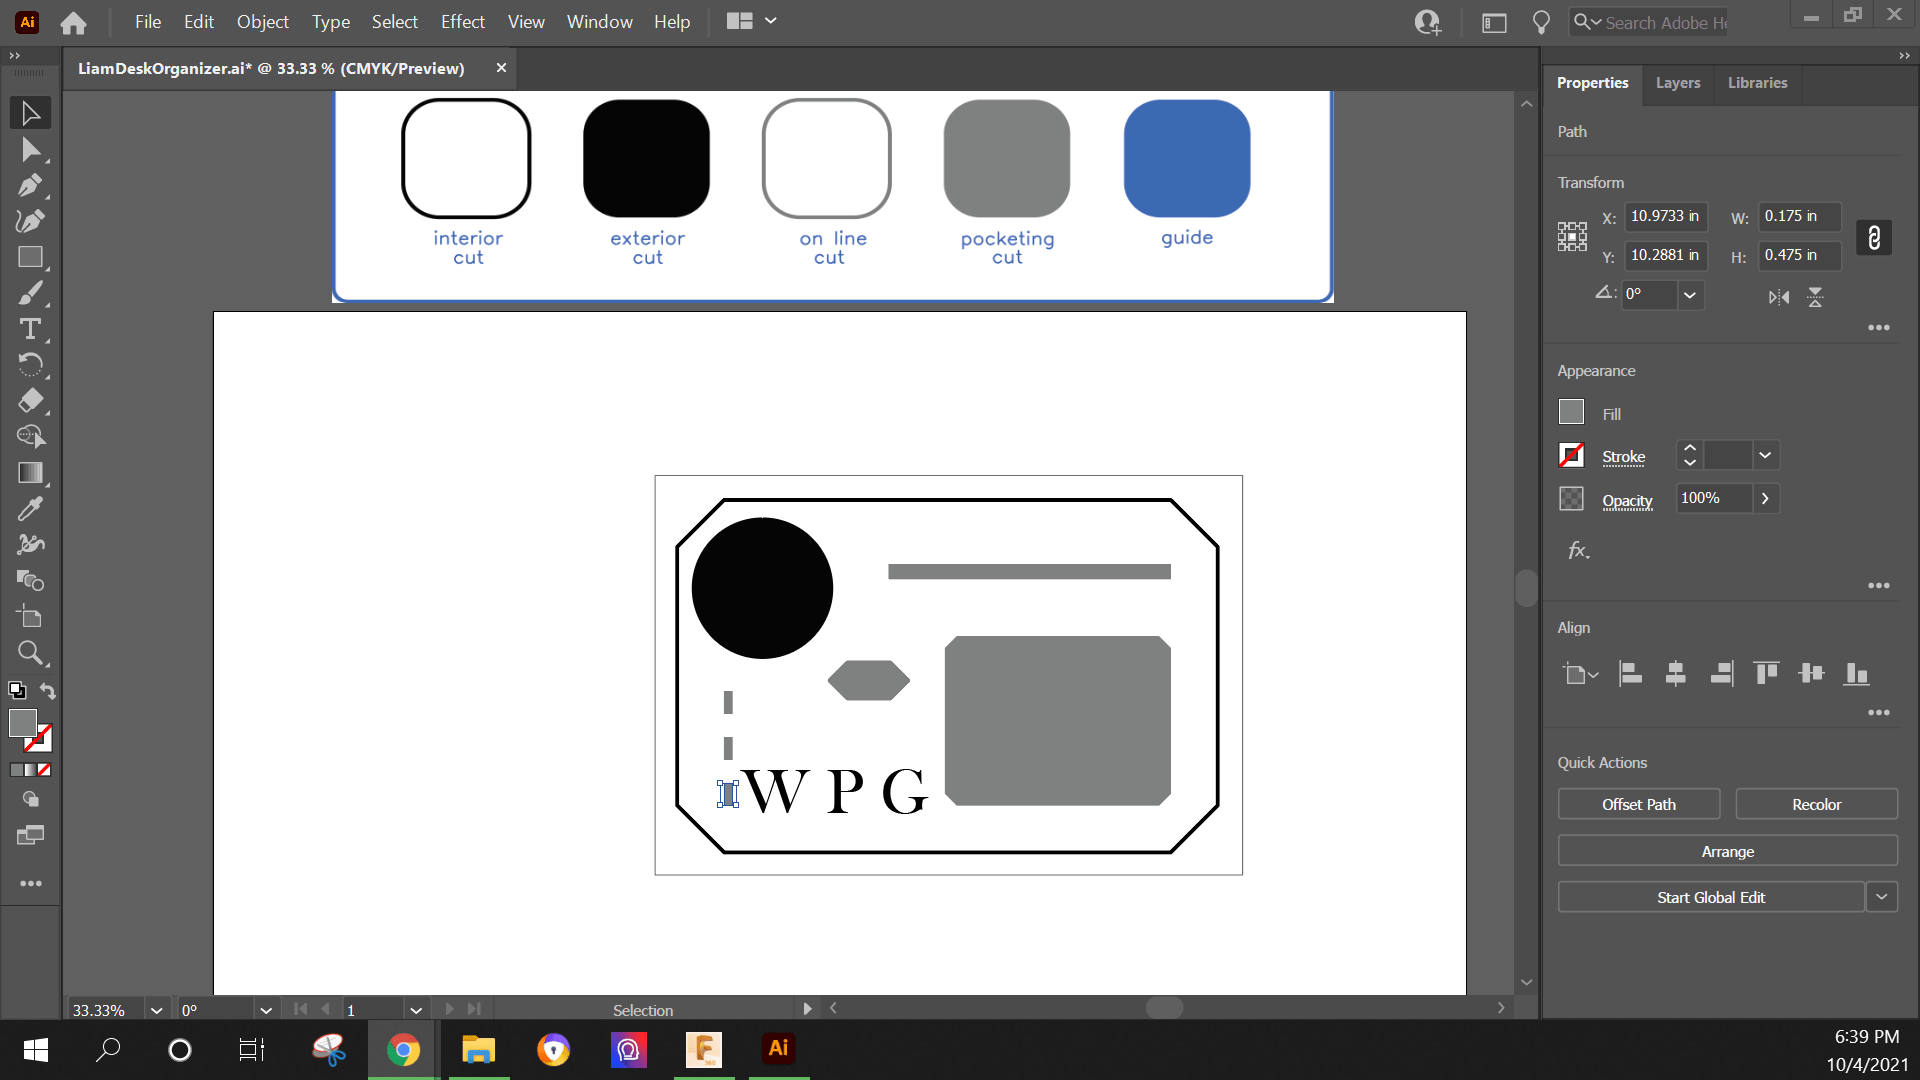 Ai File Edit Object Type Select Effect View Window Help Search Adobe He
LiamDeskOrganizer.ai* @ 33.33 % (CMYK/Preview)
Properties Layers Libraries
Path
Transform
X: 10.9733 in W: 0.175 in
Y: 10.2881 in H: 0.475 in
0°
Appearance
Fill
Stroke
Opacity 100%
fx
Align
Quick Actions
Offset Path Recolor
Arrange
Start Global Edit
interior cut
exterior cut
on line cut
pocketing cut
guide
W P G
33.33% 0° 1 Selection
Ai
6:39 PM
10/4/2021